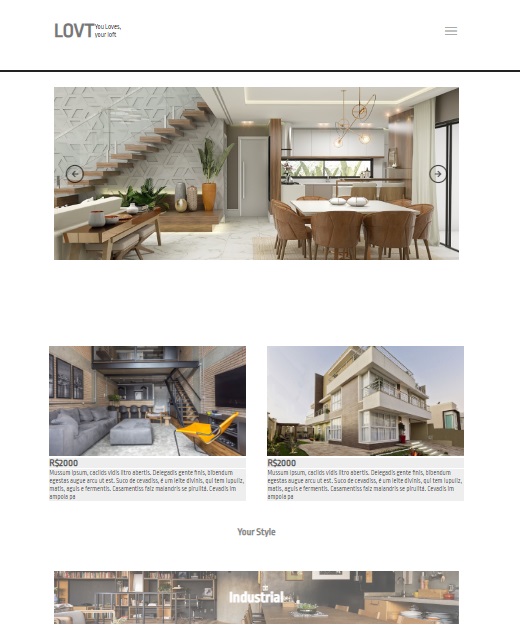 LOVT You Loves,
your loft
R$2000
Mussum Ipsum, cacilds vidis litro abertis. Delegadis gente finis, bibendum
egestas augue arcu ut est. Suco de cevadiss, é um leite divinis, qui tem lupuliz,
matis, aguis e fermentis. Casamentiss faiz malandris se pirulitá. Cevadis im
ampola pa
R$2000
Mussum Ipsum, cacilds vidis litro abertis. Delegadis gente finis, bibendum
egestas augue arcu ut est. Suco de cevadiss, é um leite divinis, qui tem lupuliz,
matis, aguis e fermentis. Casamentiss faiz malandris se pirulitá. Cevadis im
ampola pa
Your Style
Industrial